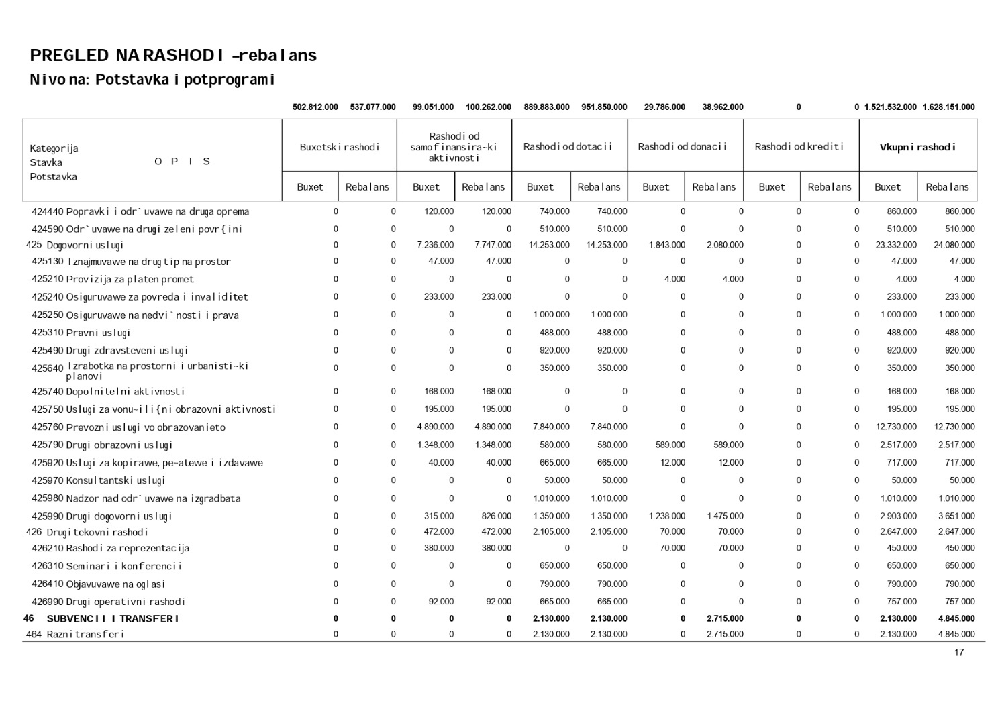 PREGLED NA RASHODI -rebalans
Nivo na: Potstavka i potprogrami
502.812.000 537.077.000 99.051.000 100.262.000 889.883.000 951.850.000 29.786.000 38.962.000 0 0 1.521.532.000 1.628.151.000
Kategorija
Stavka
Potstavka
O P I S
Buxetski rashodi
Rashodi od
samofinansira~ki
aktivnosti
Rashodi od dotacii
Rashodi od donacii
Rashodi od krediti
Vkupni rashodi
Buxet Rebalans Buxet Rebalans Buxet Rebalans Buxet Rebalans Buxet Rebalans Buxet Rebalans
424440 Popravki i odr`uvawe na druga oprema 0 0 120.000 120.000 740.000 740.000 0 0 0 0 860.000 860.000
424590 Odr`uvawe na drugi zeleni povr{ini 0 0 0 0 510.000 510.000 0 0 0 0 510.000 510.000
425 Dogovorni uslugi 0 0 7.236.000 7.747.000 14.253.000 14.253.000 1.843.000 2.080.000 0 0 23.332.000 24.080.000
425130 Iznajmuvawe na drug tip na prostor 0 0 47.000 47.000 0 0 0 0 0 0 47.000 47.000
425210 Provizija za platen promet 0 0 0 0 0 0 4.000 4.000 0 0 4.000 4.000
425240 Osiguruvawe za povreda i invaliditet 0 0 233.000 233.000 0 0 0 0 0 0 233.000 233.000
425250 Osiguruvawe na nedvi`nosti i prava 0 0 0 0 1.000.000 1.000.000 0 0 0 0 1.000.000 1.000.000
425310 Pravni uslugi 0 0 0 0 488.000 488.000 0 0 0 0 488.000 488.000
425490 Drugi zdravsteveni uslugi 0 0 0 0 920.000 920.000 0 0 0 0 920.000 920.000
425640 Izrabotka na prostorni i urbanisti~ki
planovi 0 0 0 0 350.000 350.000 0 0 0 0 350.000 350.000
425740 Dopolnitelni aktivnosti 0 0 168.000 168.000 0 0 0 0 0 0 168.000 168.000
425750 Uslugi za vonu~ili{ni obrazovni aktivnosti 0 0 195.000 195.000 0 0 0 0 0 0 195.000 195.000
425760 Prevozni uslugi vo obrazovanieto 0 0 4.890.000 4.890.000 7.840.000 7.840.000 0 0 0 0 12.730.000 12.730.000
425790 Drugi obrazovni uslugi 0 0 1.348.000 1.348.000 580.000 580.000 589.000 589.000 0 0 2.517.000 2.517.000
425920 Uslugi za kopirawe, pe~atewe i izdavawe 0 0 40.000 40.000 665.000 665.000 12.000 12.000 0 0 717.000 717.000
425970 Konsultantski uslugi 0 0 0 0 50.000 50.000 0 0 0 0 50.000 50.000
425980 Nadzor nad odr`uvawe na izgradbata 0 0 0 0 1.010.000 1.010.000 0 0 0 0 1.010.000 1.010.000
425990 Drugi dogovorni uslugi 0 0 315.000 826.000 1.350.000 1.350.000 1.238.000 1.475.000 0 0 2.903.000 3.651.000
426 Drugi tekovni rashodi 0 0 472.000 472.000 2.105.000 2.105.000 70.000 70.000 0 0 2.647.000 2.647.000
426210 Rashodi za reprezentacija 0 0 380.000 380.000 0 0 70.000 70.000 0 0 450.000 450.000
426310 Seminari i konferencii 0 0 0 0 650.000 650.000 0 0 0 0 650.000 650.000
426410 Objavuvawe na oglasi 0 0 0 0 790.000 790.000 0 0 0 0 790.000 790.000
426990 Drugi operativni rashodi 0 0 92.000 92.000 665.000 665.000 0 0 0 0 757.000 757.000
46 SUBVENCII I TRANSFERI 0 0 0 0 2.130.000 2.130.000 0 2.715.000 0 0 2.130.000 4.845.000
464 Razni transferi 0 0 0 0 2.130.000 2.130.000 0 2.715.000 0 0 2.130.000 4.845.000
17